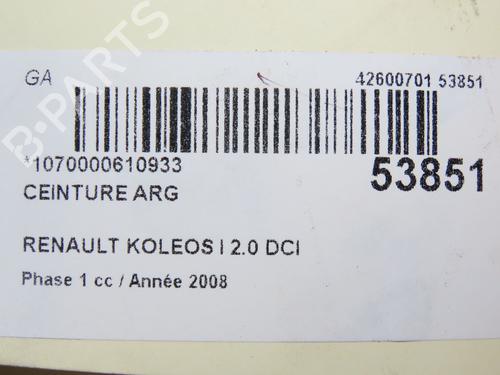 GA
42600701 53851
*1070000610933
53851
CEINTURE ARG
RENAULT KOLEOS I 2.0 DCI
Phase 1 cc / Année 2008
B-PARTS